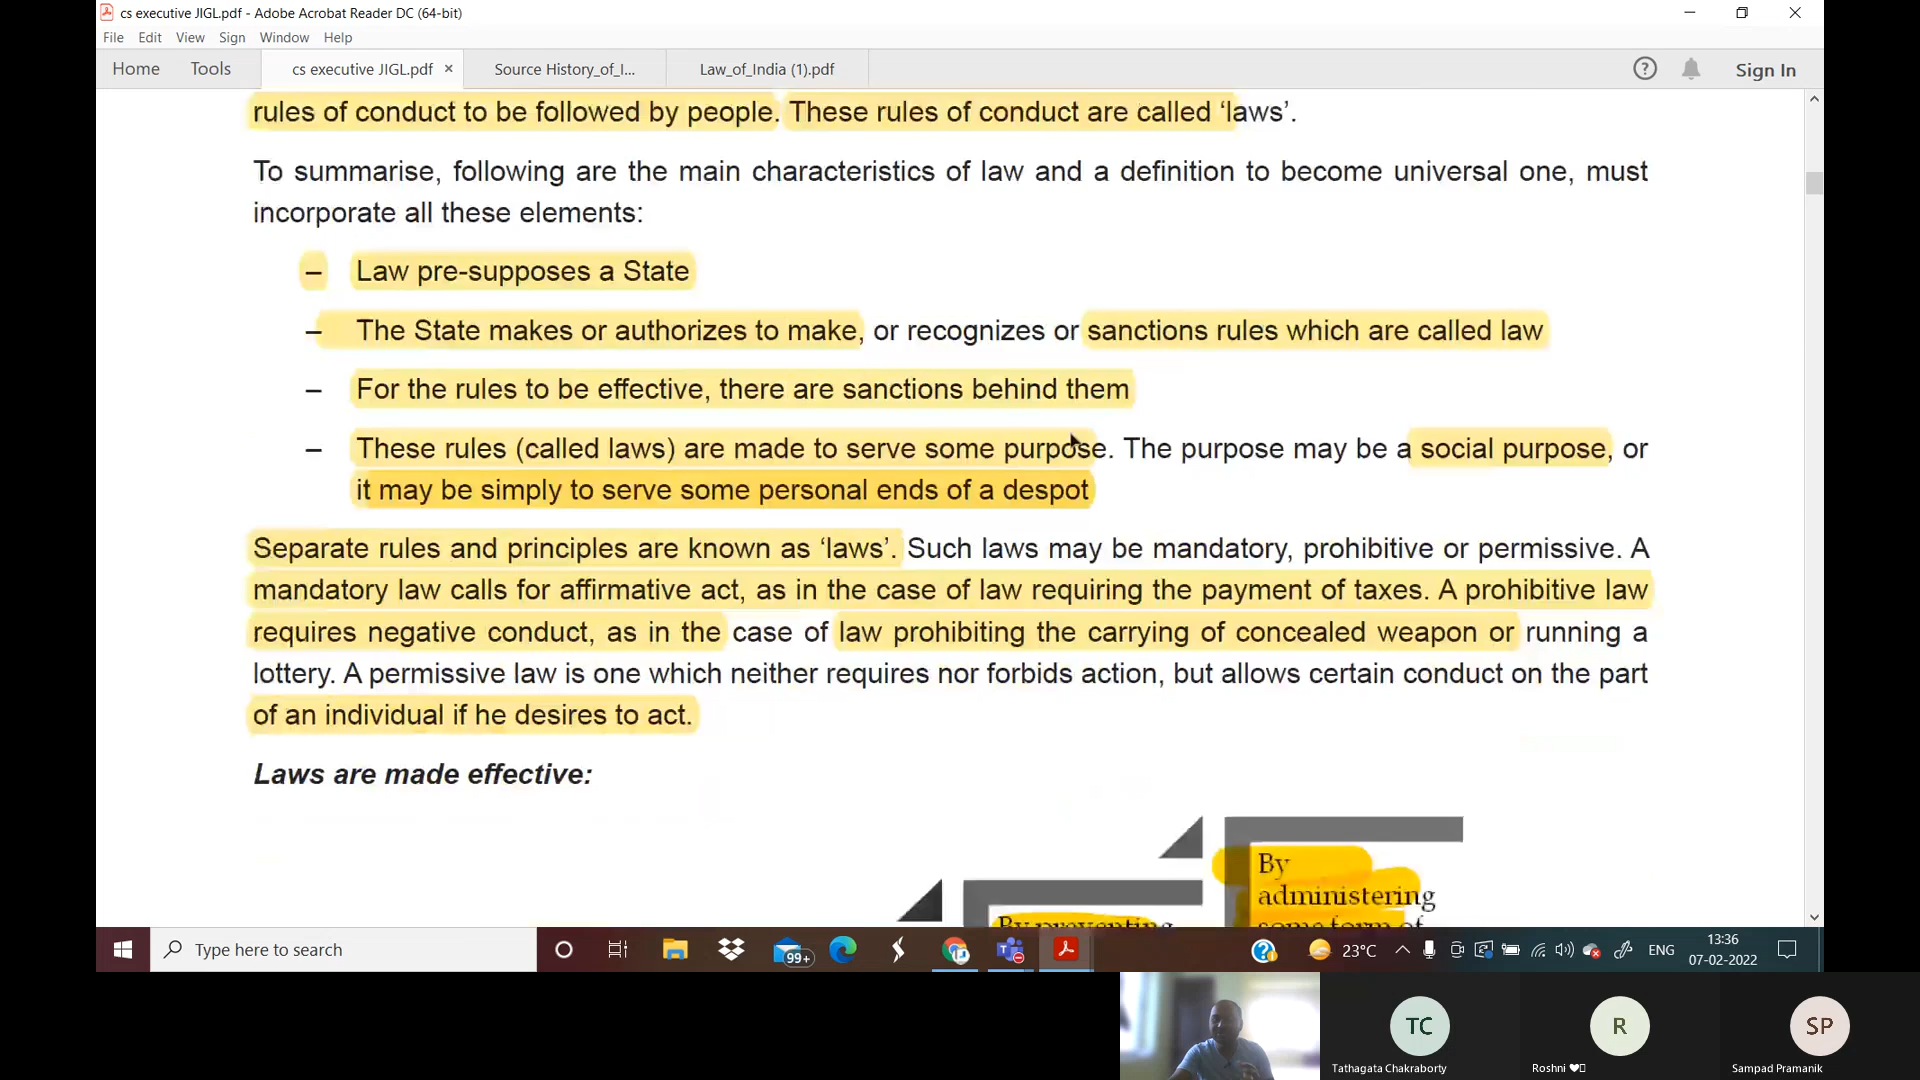 cs executive JIGL.pdf - Adobe Acrobat Reader DC (64-bit)
File Edit View Sign Window Help
Home Tools cs executive JIGL.pdf × Source History_of_I... Law_of_India (1).pdf Sign In
rules of conduct to be followed by people. These rules of conduct are called ‘laws’.
To summarise, following are the main characteristics of law and a definition to become universal one, must
incorporate all these elements:
– Law pre-supposes a State
– The State makes or authorizes to make, or recognizes or sanctions rules which are called law
– For the rules to be effective, there are sanctions behind them
– These rules (called laws) are made to serve some purpose. The purpose may be a social purpose, or
it may be simply to serve some personal ends of a despot
Separate rules and principles are known as ‘laws’. Such laws may be mandatory, prohibitive or permissive. A
mandatory law calls for affirmative act, as in the case of law requiring the payment of taxes. A prohibitive law
requires negative conduct, as in the case of law prohibiting the carrying of concealed weapon or running a
lottery. A permissive law is one which neither requires nor forbids action, but allows certain conduct on the part
of an individual if he desires to act.
Laws are made effective:
By
administering
some form of
By preventing
Type here to search
99+
23°C
ENG
13:36
07-02-2022
TC
R
SP
Tathagata Chakraborty
Roshni
Sampad Pramanik